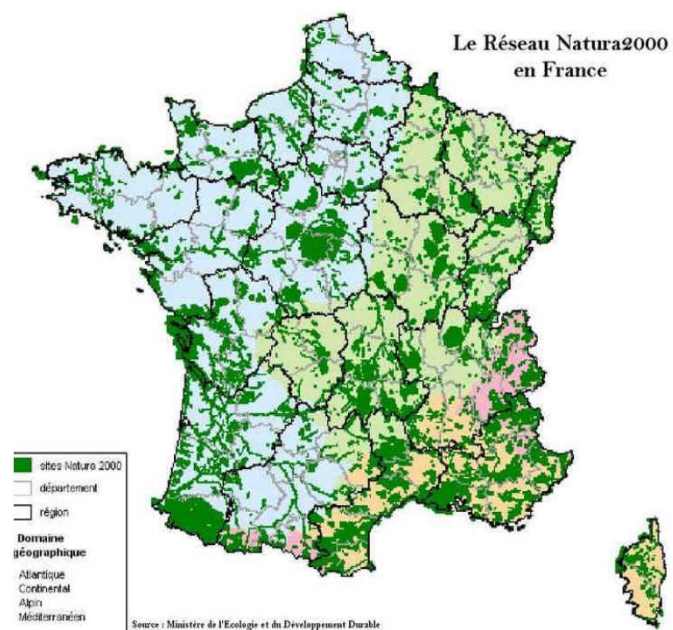 Le Réseau Natura2000
en France
sites Natura 2000
département
région
Domaine
géographique
Atlantique
Continental
Alpin
Méditerranéen
Source : Ministère de l'Ecologie et du Développement Durable